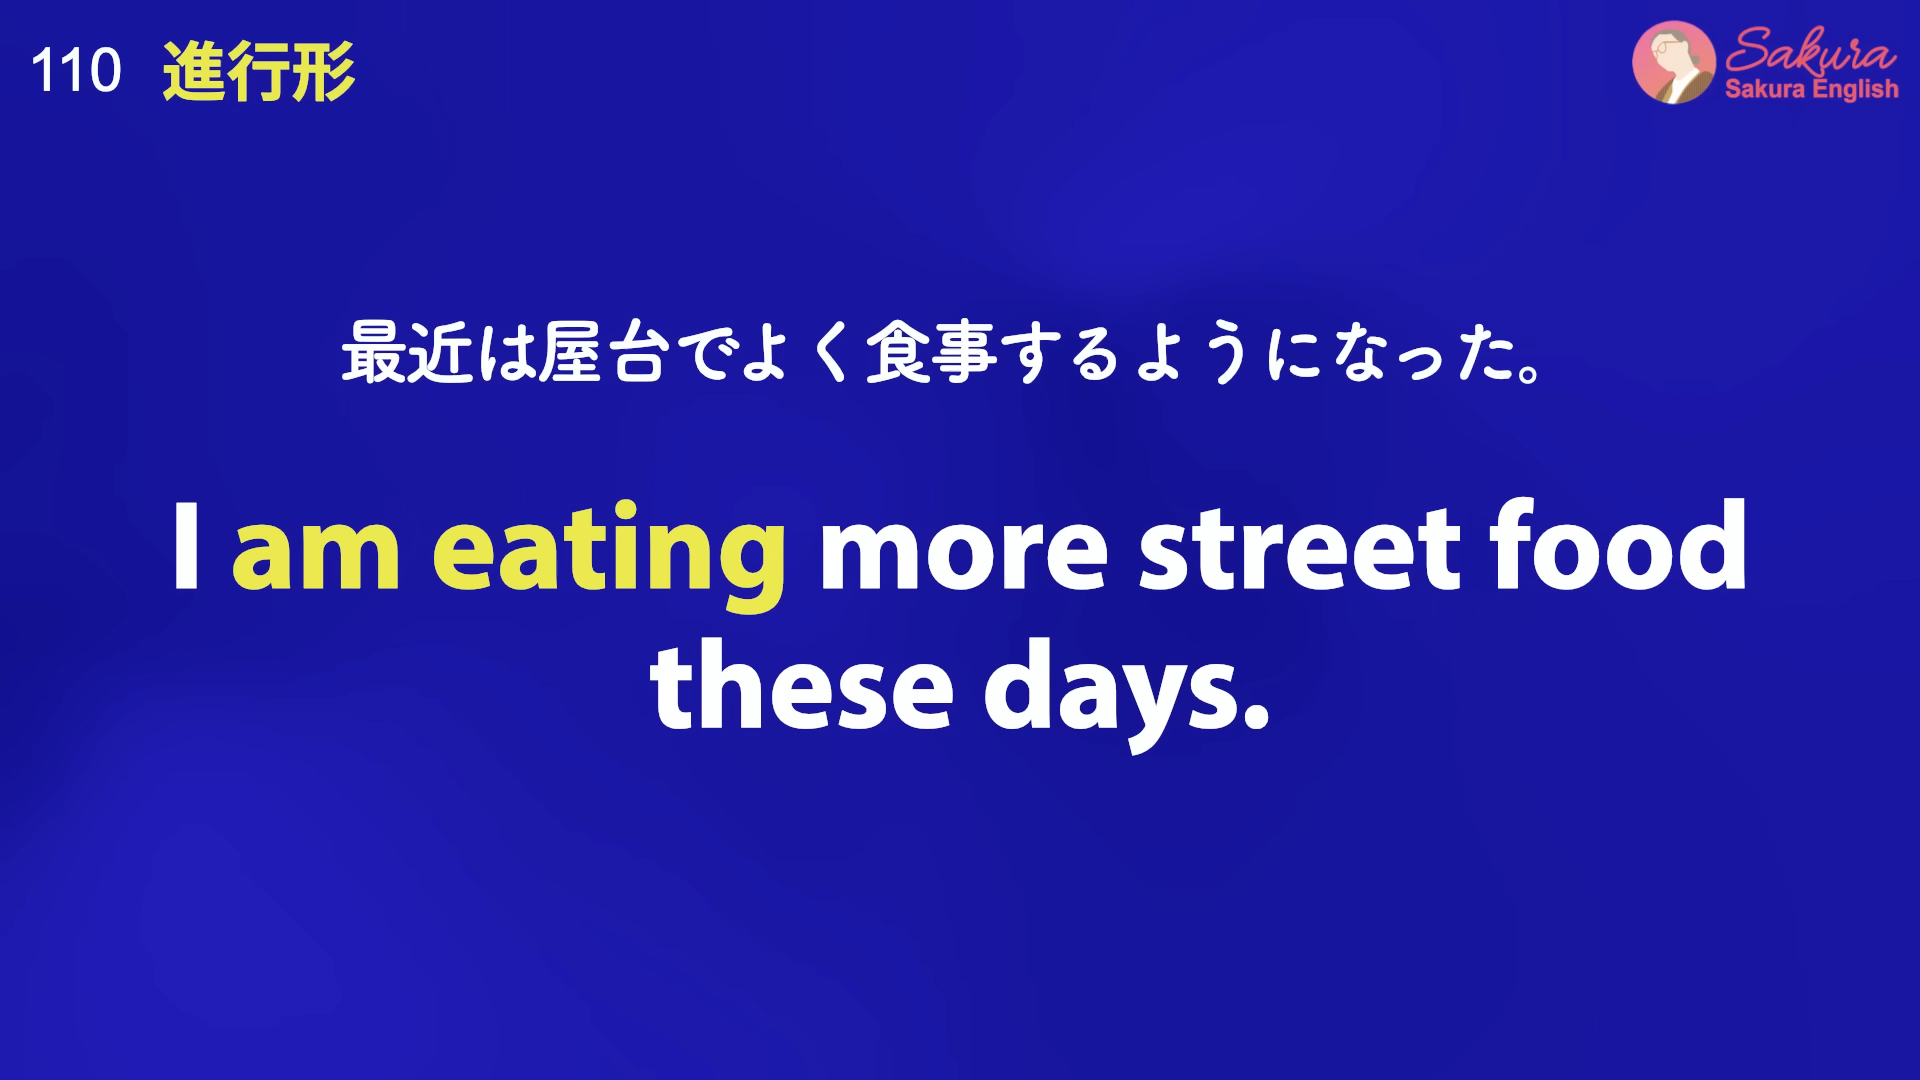 110 進行形
Sakura
Sakura English
最近は屋台でよく食事するようになった。
I am eating more street food
these days.